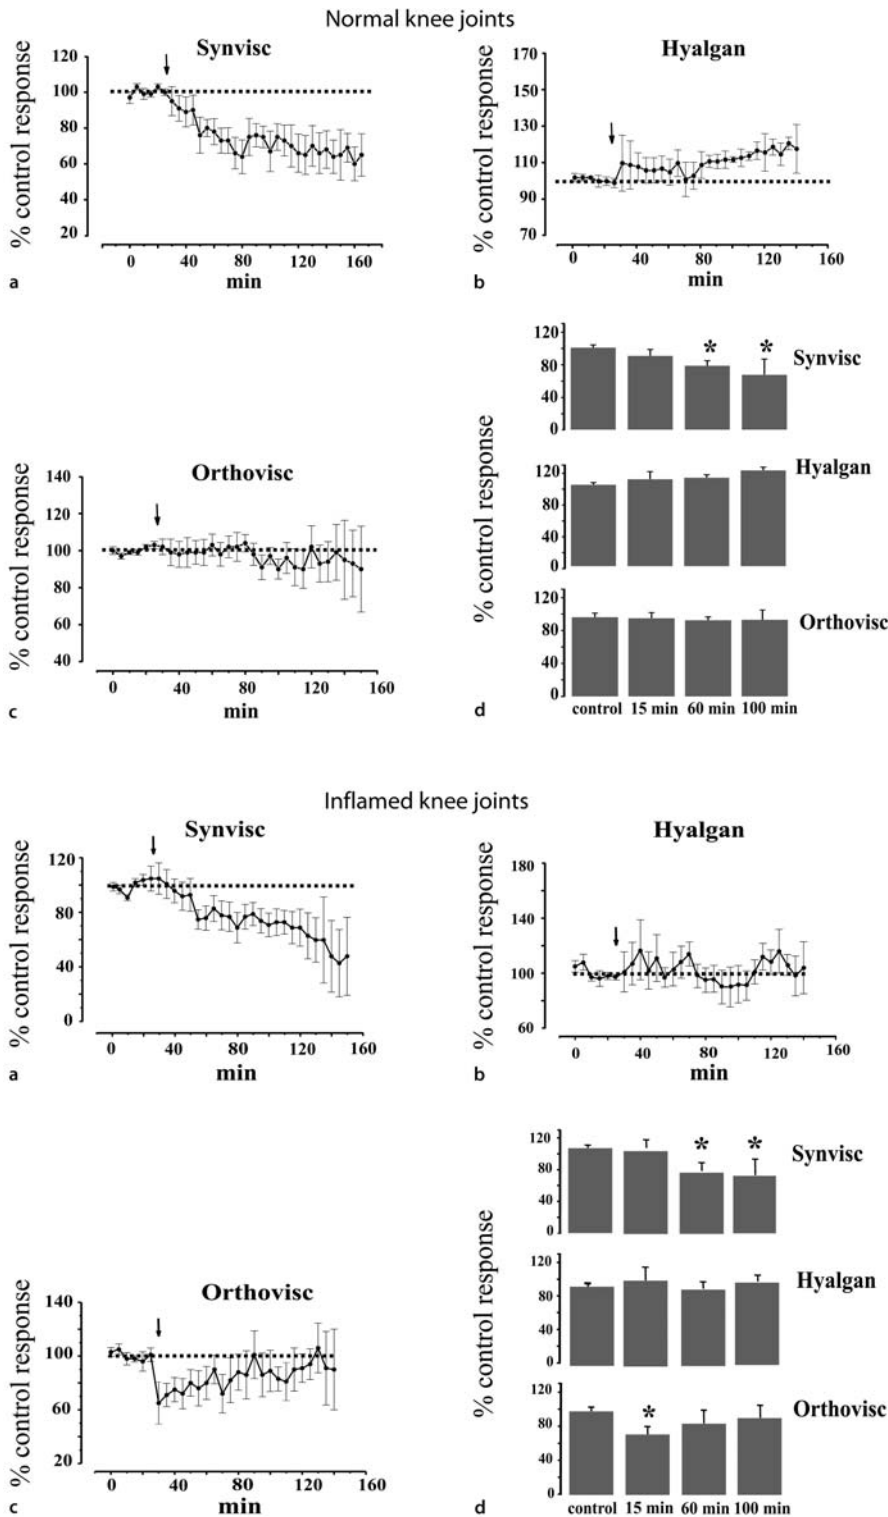 Normal knee joints
Synvisc
% control response
120
100
80
60
40
20
0 40 80 120 160
min
a
Hyalgan
% control response
170
150
130
110
90
70
0 40 80 120 160
min
b
Orthovisc
% control response
140
120
100
80
60
40
0 40 80 120 160
min
c
% control response
120
80
40
0
* *
Synvisc
120
80
40
0
Hyalgan
120
80
40
0
Orthovisc
control 15 min 60 min 100 min
d
Inflamed knee joints
Synvisc
% control response
120
80
40
0
0 40 80 120 160
min
a
Hyalgan
% control response
180
140
100
60
0 40 80 120 160
min
b
Orthovisc
% control response
140
100
60
20
0 40 80 120 160
min
c
% control response
120
80
40
0
* *
Synvisc
120
80
40
0
Hyalgan
120
80
40
0
*
Orthovisc
control 15 min 60 min 100 min
d